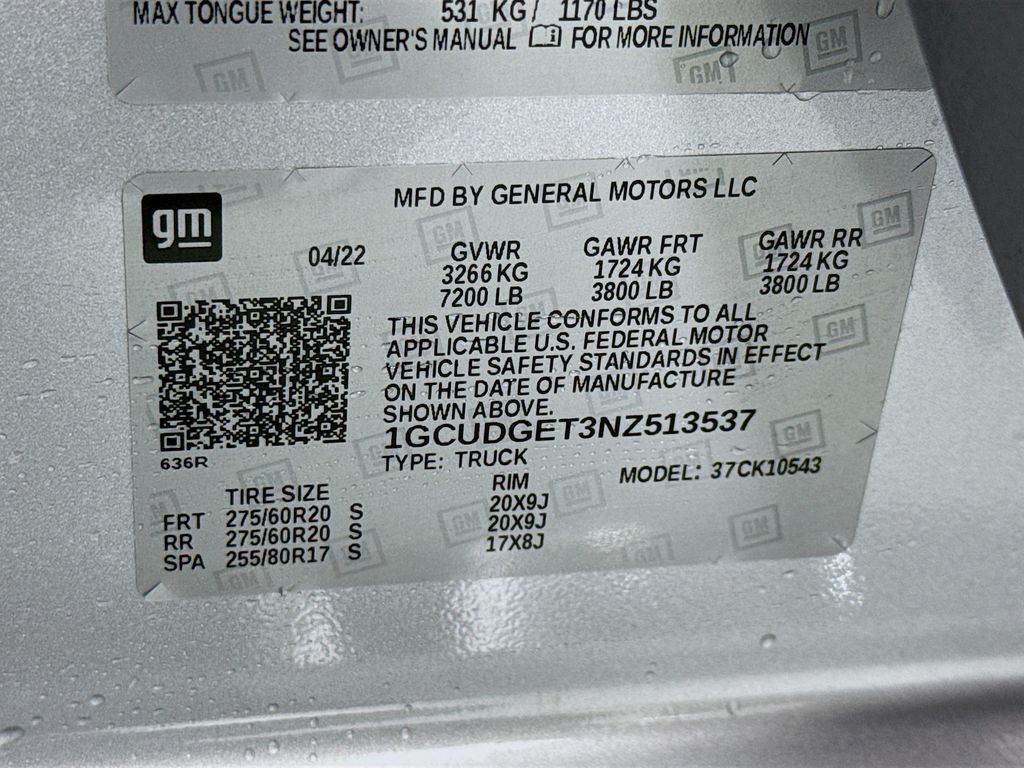 MAX TONGUE WEIGHT: 531 KG / 1170 LBS
SEE OWNER'S MANUAL FOR MORE INFORMATION
gm
MFD BY GENERAL MOTORS LLC
04/22 GVWR GAWR FRT GAWR RR
3266 KG 1724 KG 1724 KG
7200 LB 3800 LB 3800 LB
THIS VEHICLE CONFORMS TO ALL
APPLICABLE U.S. FEDERAL MOTOR
VEHICLE SAFETY STANDARDS IN EFFECT
ON THE DATE OF MANUFACTURE
SHOWN ABOVE.
1GCUDGET3NZ513537
636R
TYPE: TRUCK MODEL: 37CK10543
TIRE SIZE RIM
FRT 275/60R20 S 20X9J
RR 275/60R20 S 20X9J
SPA 255/80R17 S 17X8J